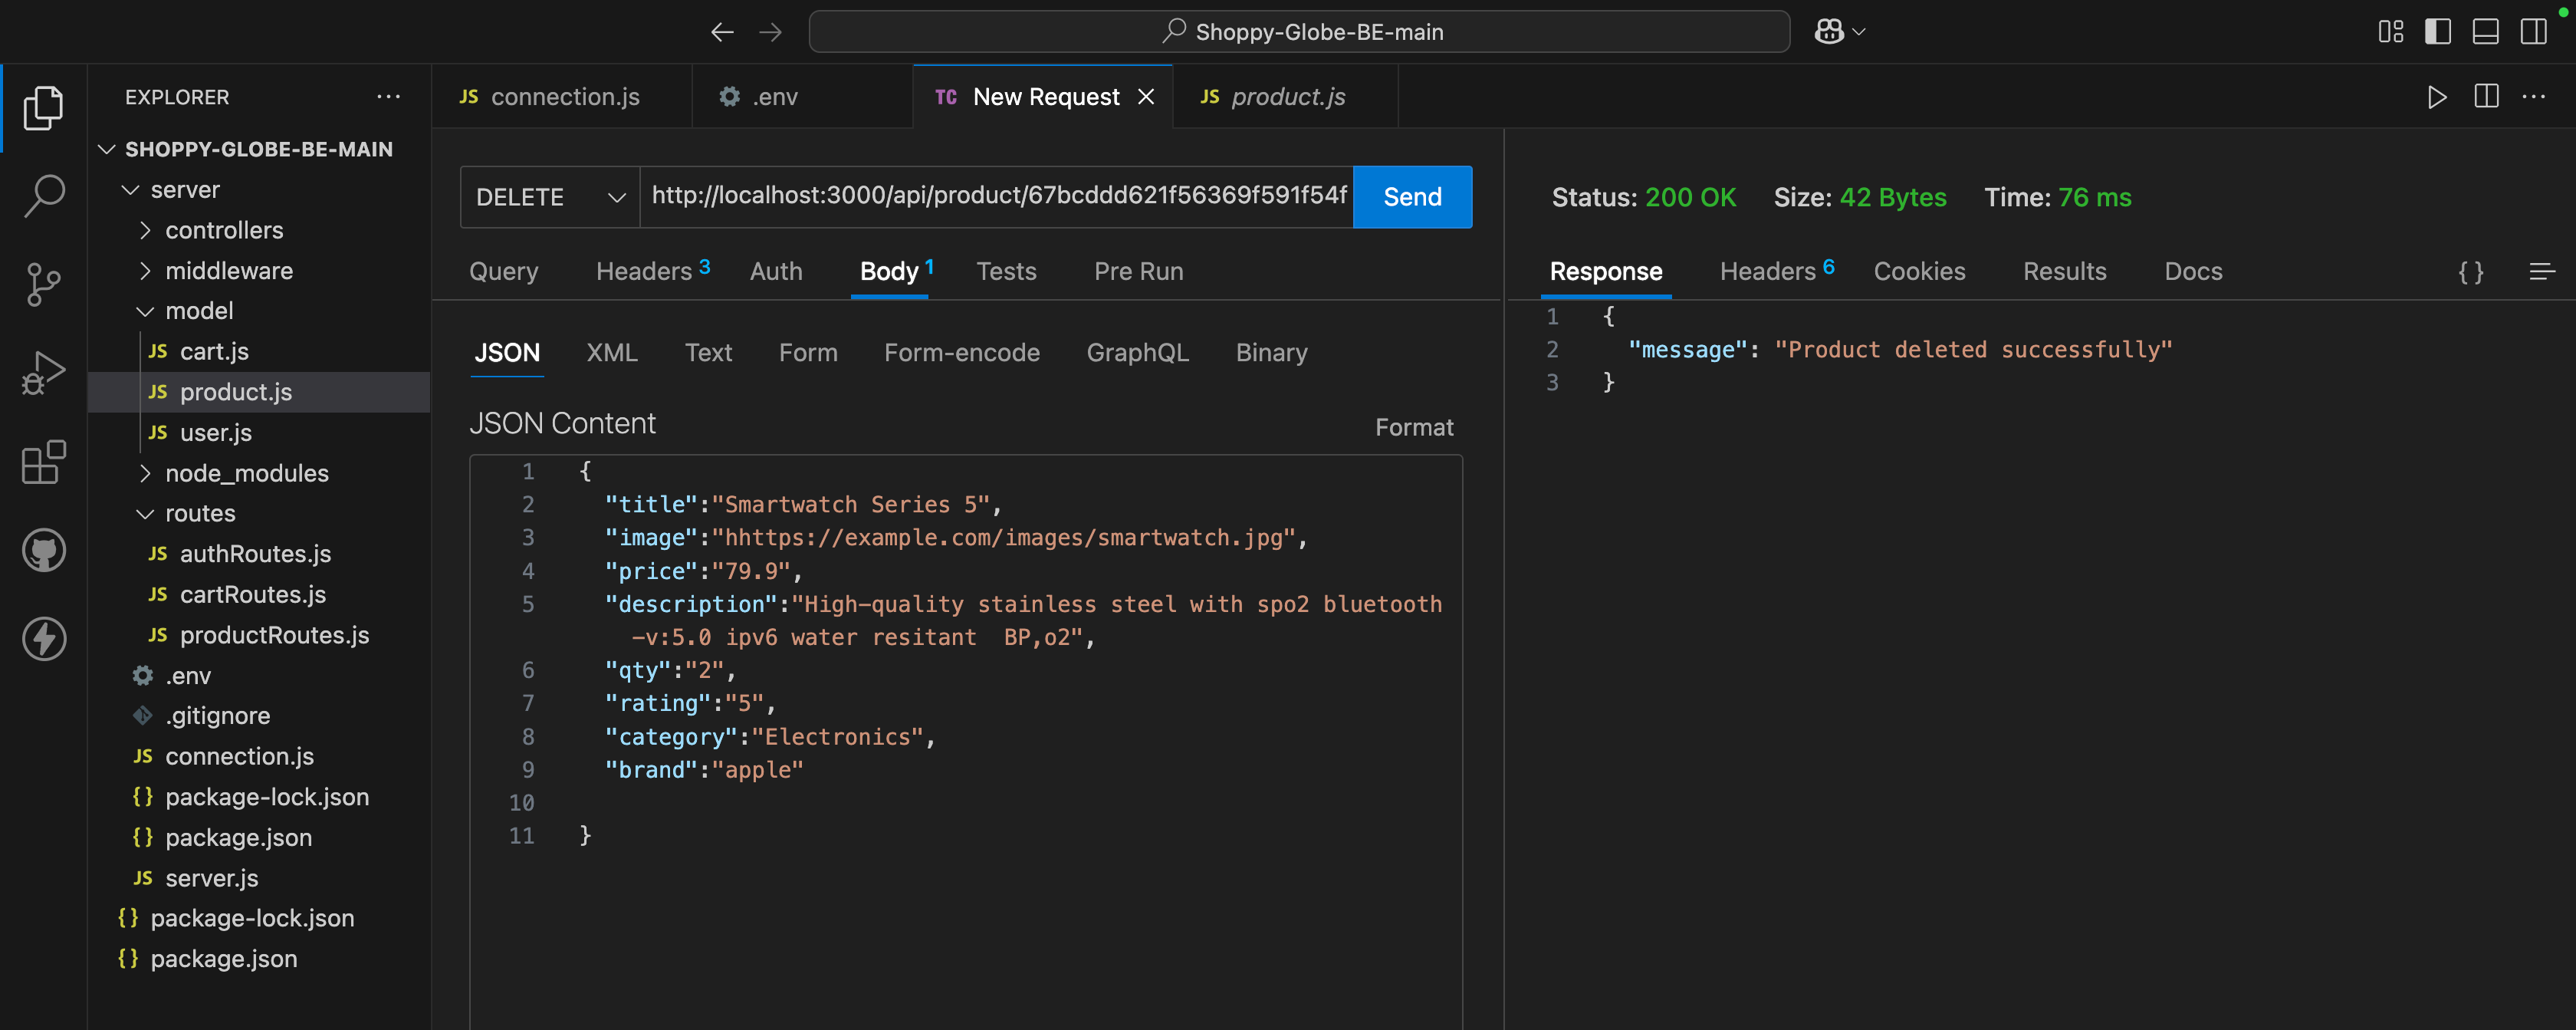 Shoppy-Globe-BE-main
EXPLORER
SHOPPY-GLOBE-BE-MAIN
server
controllers
middleware
model
JS cart.js
JS product.js
JS user.js
node_modules
routes
JS authRoutes.js
JS cartRoutes.js
JS productRoutes.js
.env
.gitignore
JS connection.js
{} package-lock.json
{} package.json
JS server.js
{} package-lock.json
{} package.json
JS connection.js
.env
TC New Request
JS product.js
DELETE http://localhost:3000/api/product/67bcddd621f56369f591f54f Send
Query Headers 3 Auth Body 1 Tests Pre Run
JSON XML Text Form Form-encode GraphQL Binary
JSON Content Format
1 {
2 "title":"Smartwatch Series 5",
3 "image":"hhttps://example.com/images/smartwatch.jpg",
4 "price":"79.9",
5 "description":"High-quality stainless steel with spo2 bluetooth
-v:5.0 ipv6 water resitant  BP,o2",
6 "qty":"2",
7 "rating":"5",
8 "category":"Electronics",
9 "brand":"apple"
10
11 }
Status: 200 OK Size: 42 Bytes Time: 76 ms
Response Headers 6 Cookies Results Docs {}
1 {
2 "message": "Product deleted successfully"
3 }